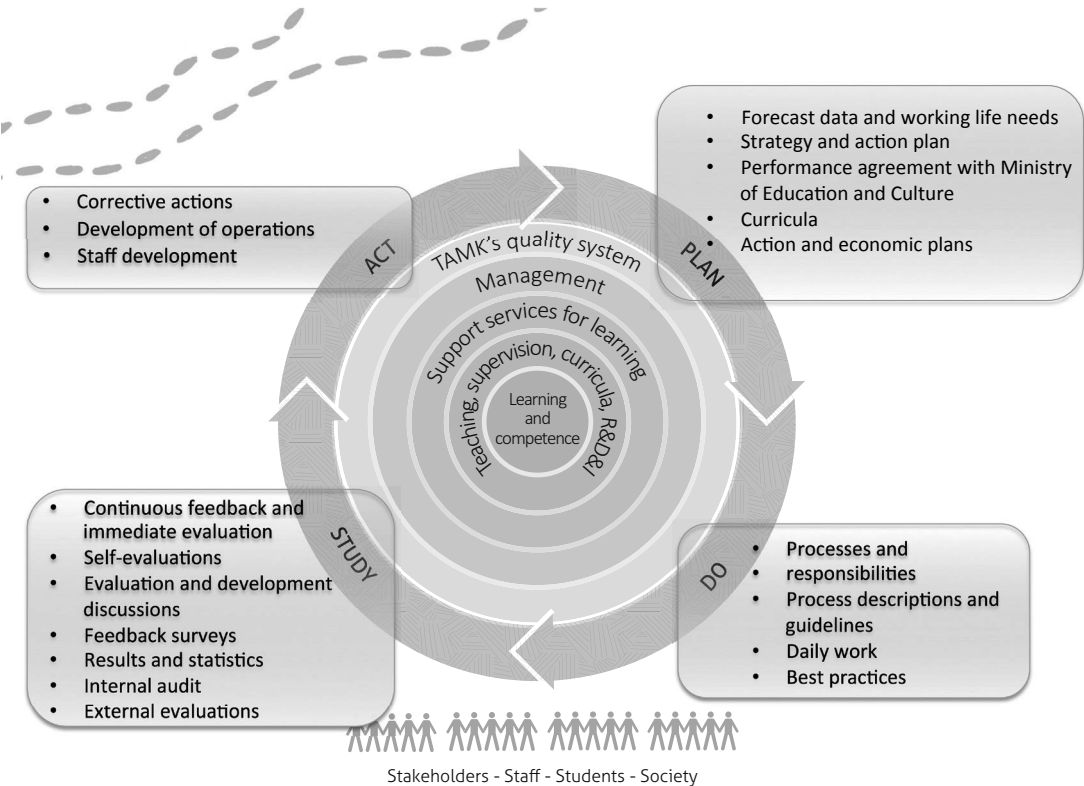 • Forecast data and working life needs
• Strategy and action plan
• Performance agreement with Ministry
of Education and Culture
• Curricula
• Action and economic plans
• Corrective actions
• Development of operations
• Staff development
ACT
PLAN
TAMK's quality system
Management
Support services for learning
Teaching, supervision, curricula, R&D&I
Learning
and
competence
STUDY
DO
• Continuous feedback and
immediate evaluation
• Self-evaluations
• Evaluation and development
discussions
• Feedback surveys
• Results and statistics
• Internal audit
• External evaluations
• Processes and
• responsibilities
• Process descriptions and
guidelines
• Daily work
• Best practices
Stakeholders - Staff - Students - Society